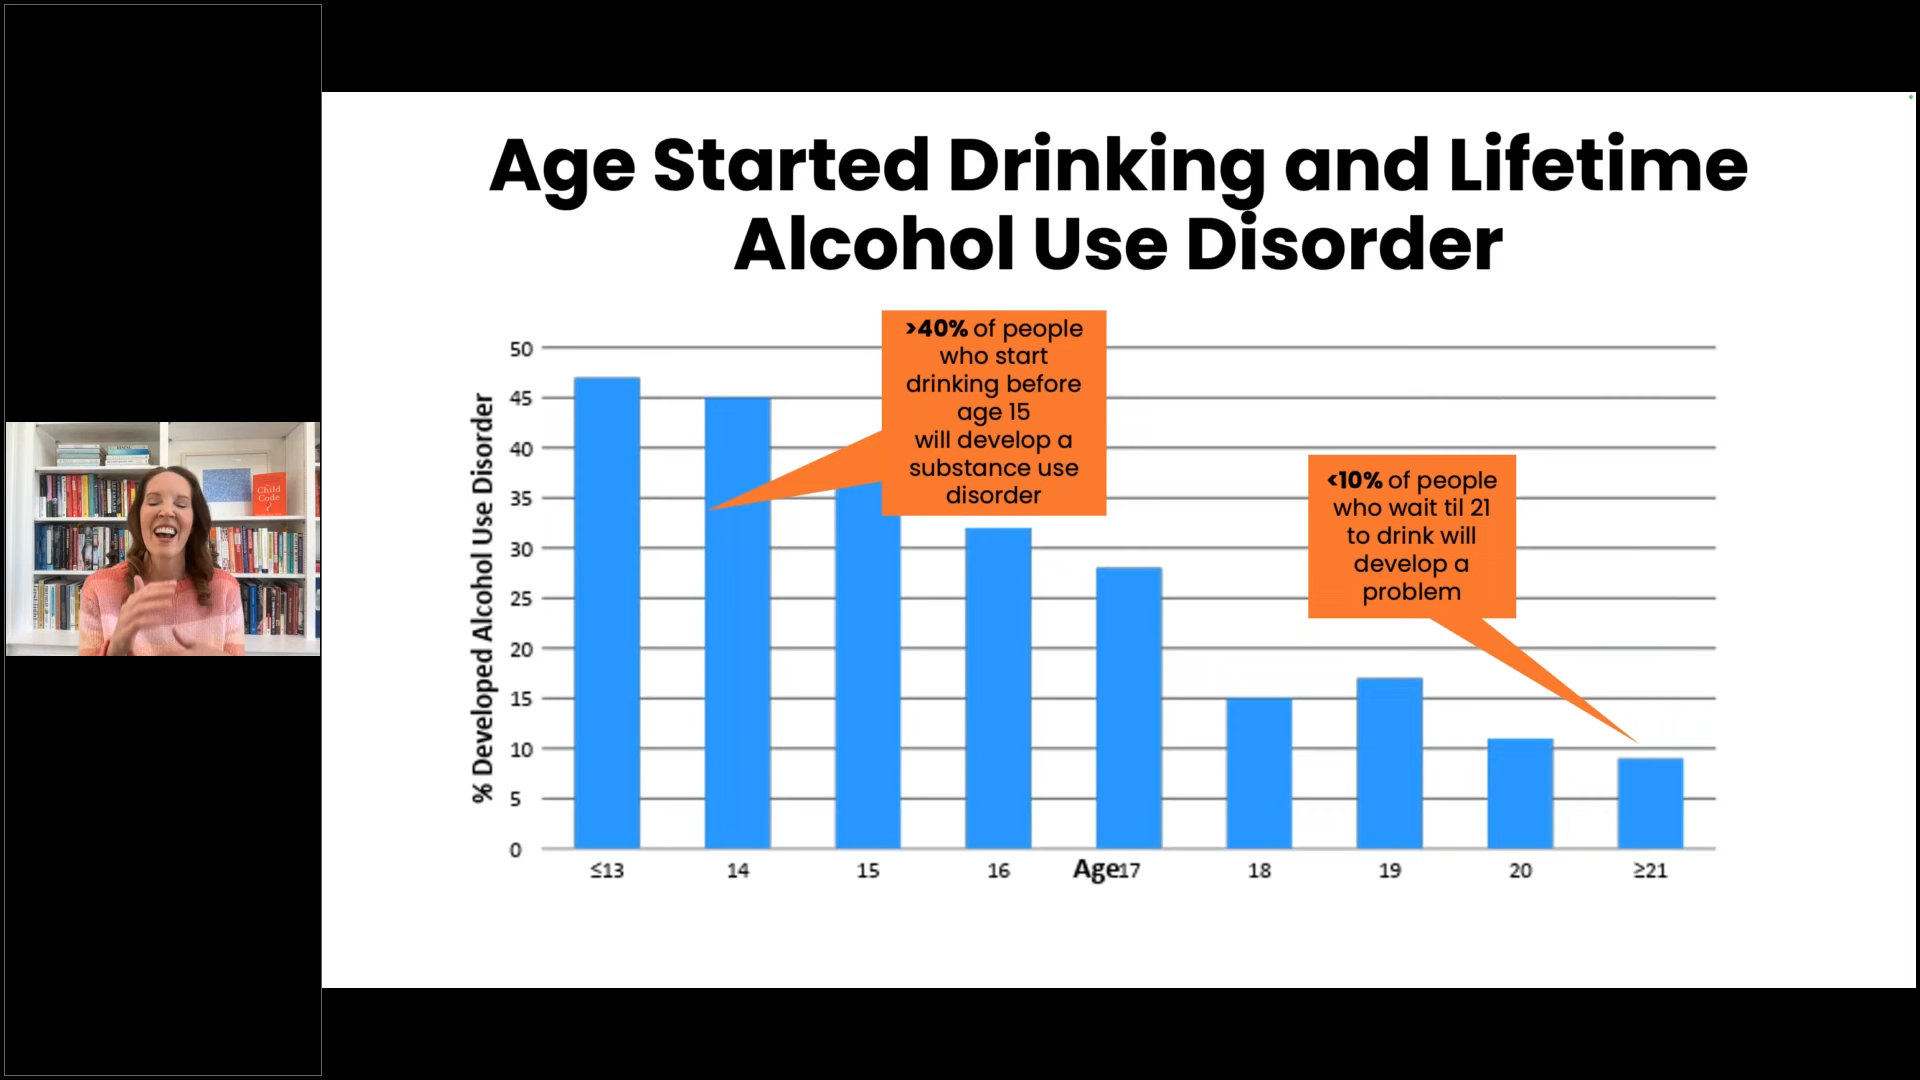 Age Started Drinking and Lifetime
Alcohol Use Disorder
>40% of people
who start
drinking before
age 15
will develop a
substance use
disorder
<10% of people
who wait til 21
to drink will
develop a
problem
% Developed Alcohol Use Disorder
50
45
40
35
30
25
20
15
10
5
0
≤13
14
15
16
17
18
19
20
≥21
Age
The
Child
Code